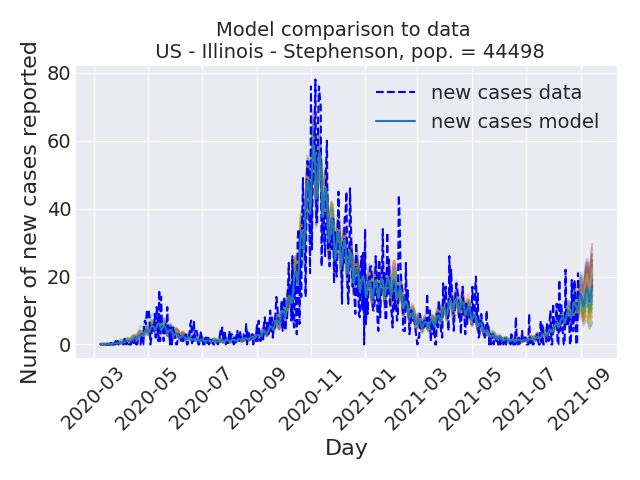 Model comparison to data
US - Illinois - Stephenson, pop. = 44498
Number of new cases reported
80
60
40
20
0
new cases data
new cases model
2020-03
2020-05
2020-07
2020-09
2020-11
2021-01
2021-03
2021-05
2021-07
2021-09
Day